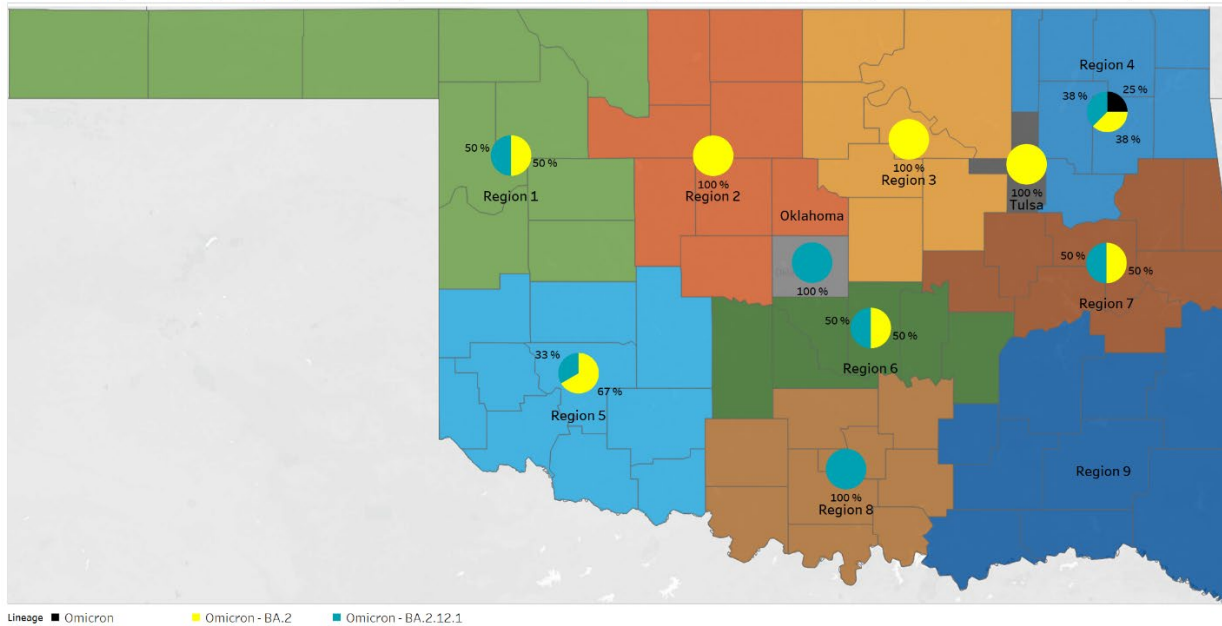 Region 4
25 %
38 %
38 %
50 %
50 %
Region 1
100 %
Region 2
100 %
Region 3
100 %
Tulsa
Oklahoma
100 %
50 %
50 %
Region 7
50 %
50 %
Region 6
33 %
67 %
Region 5
Region 9
100 %
Region 8
Lineage Omicron Omicron - BA.2 Omicron - BA.2.12.1